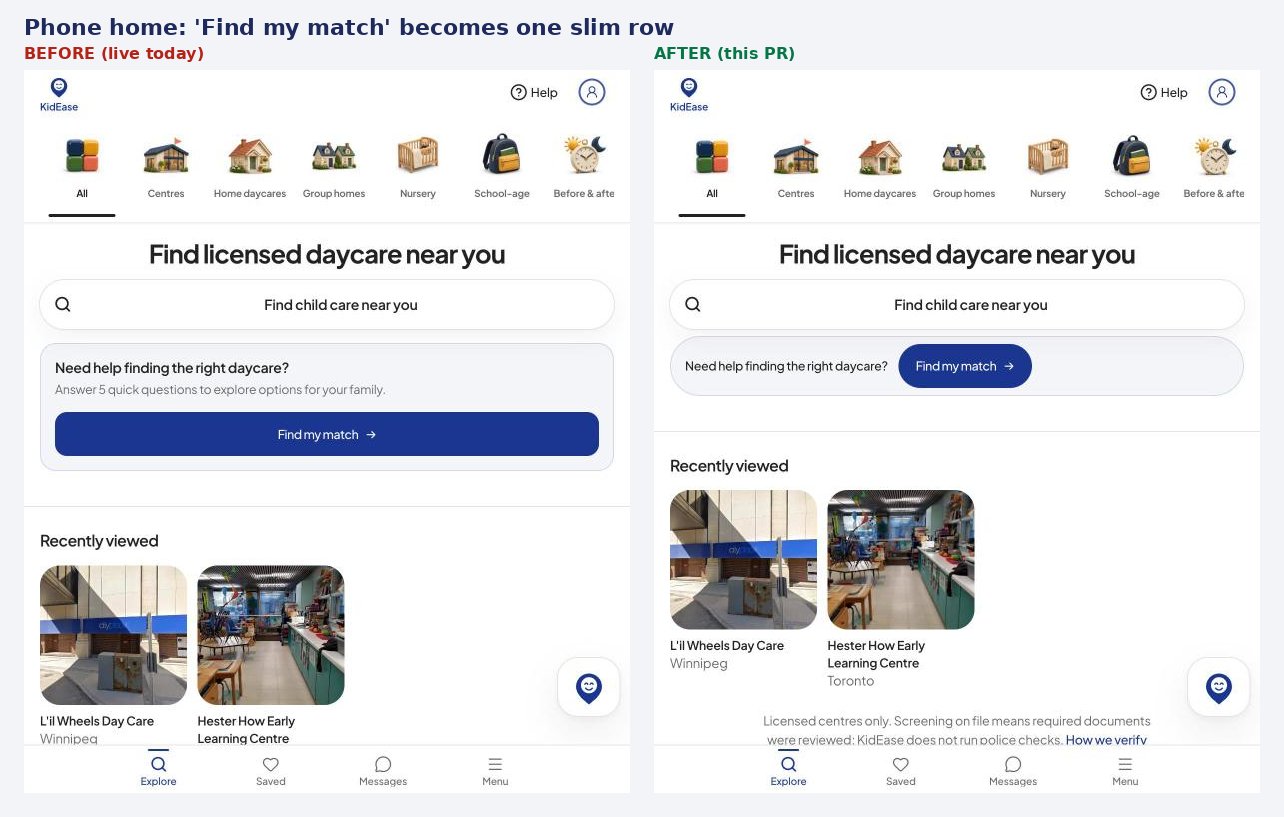 Phone home: 'Find my match' becomes one slim row
BEFORE (live today)
KidEase
Help
All
Centres
Home daycares
Group homes
Nursery
School-age
Before & afte
Find licensed daycare near you
Find child care near you
Need help finding the right daycare?
Answer 5 quick questions to explore options for your family.
Find my match →
Recently viewed
L'il Wheels Day Care
Winnipeg
Hester How Early
Learning Centre
Explore
Saved
Messages
Menu
AFTER (this PR)
KidEase
Help
All
Centres
Home daycares
Group homes
Nursery
School-age
Before & afte
Find licensed daycare near you
Find child care near you
Need help finding the right daycare?
Find my match →
Recently viewed
L'il Wheels Day Care
Winnipeg
Hester How Early
Learning Centre
Toronto
Licensed centres only. Screening on file means required documents
were reviewed; KidEase does not run police checks. How we verify
Explore
Saved
Messages
Menu